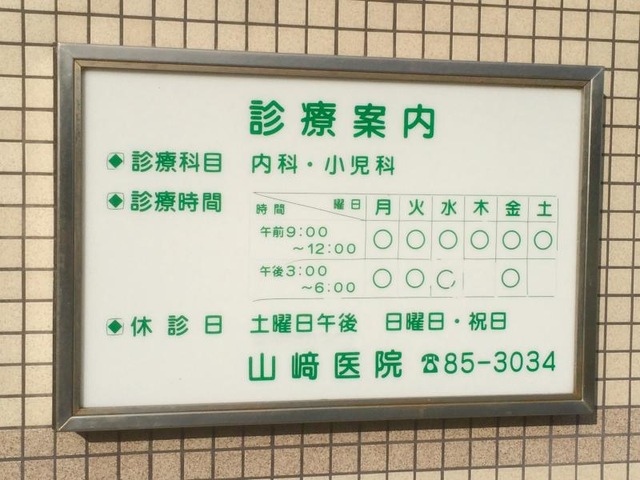 診療案内
◆診療科目 内科・小児科
◆診療時間
時間 曜日 月 火 水 木 金 土
午前9:00～12:00 ○ ○ ○ ○ ○ ○
午後3:00～6:00 ○ ○ ○ ○
◆休診日 土曜日午後 日曜日・祝日
山﨑医院 ☎85-3034